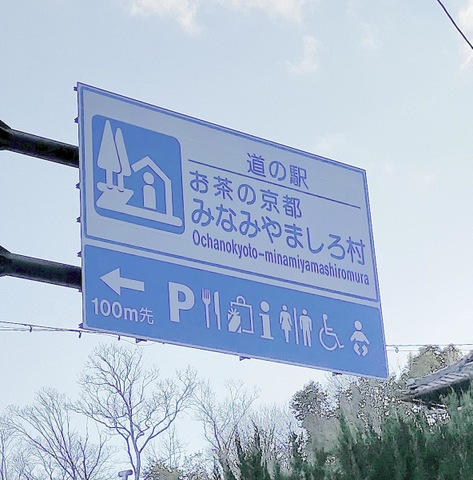 道の駅
お茶の京都
みなみやましろ村
Ochanokyoto-minamiyamashiromura
100m先
P